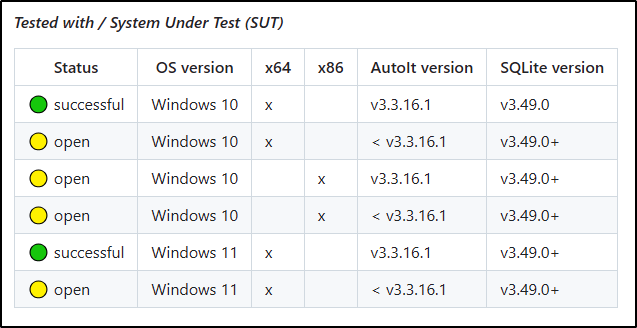 Tested with / System Under Test (SUT)
Status OS version x64 x86 AutoIt version SQLite version
successful Windows 10 x v3.3.16.1 v3.49.0
open Windows 10 x < v3.3.16.1 v3.49.0+
open Windows 10 x v3.3.16.1 v3.49.0+
open Windows 10 x < v3.3.16.1 v3.49.0+
successful Windows 11 x v3.3.16.1 v3.49.0+
open Windows 11 x < v3.3.16.1 v3.49.0+